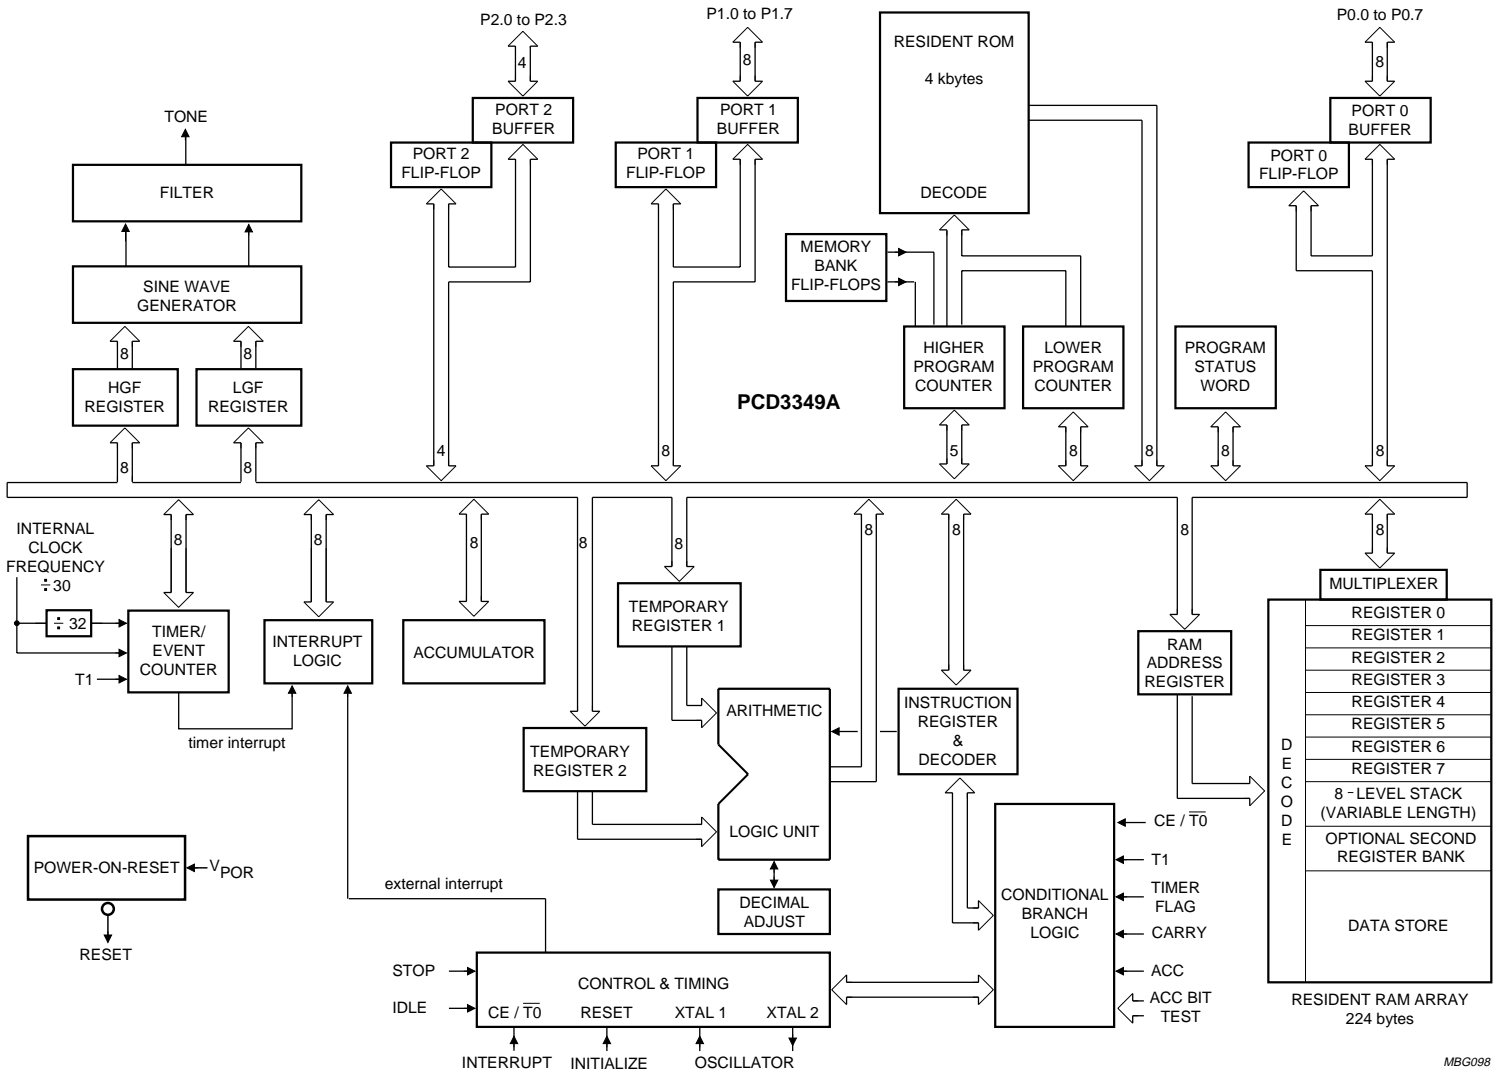 P2.0 to P2.3
P1.0 to P1.7
P0.0 to P0.7
4
8
8
RESIDENT ROM
4 kbytes
DECODE
PORT 2
BUFFER
PORT 2
FLIP-FLOP
PORT 1
BUFFER
PORT 1
FLIP-FLOP
PORT 0
BUFFER
PORT 0
FLIP-FLOP
TONE
FILTER
SINE WAVE
GENERATOR
8
8
HGF
REGISTER
LGF
REGISTER
8
8
MEMORY
BANK
FLIP-FLOPS
HIGHER
PROGRAM
COUNTER
LOWER
PROGRAM
COUNTER
PROGRAM
STATUS
WORD
PCD3349A
4
8
5
8
8
8
8
INTERNAL
CLOCK
FREQUENCY
÷30
÷ 32
T1
8
8
8
8
8
8
8
8
8
TIMER/
EVENT
COUNTER
INTERRUPT
LOGIC
ACCUMULATOR
timer interrupt
TEMPORARY
REGISTER 1
TEMPORARY
REGISTER 2
ARITHMETIC
LOGIC UNIT
DECIMAL
ADJUST
INSTRUCTION
REGISTER
&
DECODER
RAM
ADDRESS
REGISTER
MULTIPLEXER
DECODE
REGISTER 0
REGISTER 1
REGISTER 2
REGISTER 3
REGISTER 4
REGISTER 5
REGISTER 6
REGISTER 7
8 - LEVEL STACK
(VARIABLE LENGTH)
OPTIONAL SECOND
REGISTER BANK
DATA STORE
RESIDENT RAM ARRAY
224 bytes
POWER-ON-RESET
VPOR
RESET
external interrupt
CONDITIONAL
BRANCH
LOGIC
CE / T0
T1
TIMER
FLAG
CARRY
ACC
ACC BIT
TEST
STOP
IDLE
CONTROL & TIMING
CE / T0
RESET
XTAL 1
XTAL 2
INTERRUPT
INITIALIZE
OSCILLATOR
MBG098